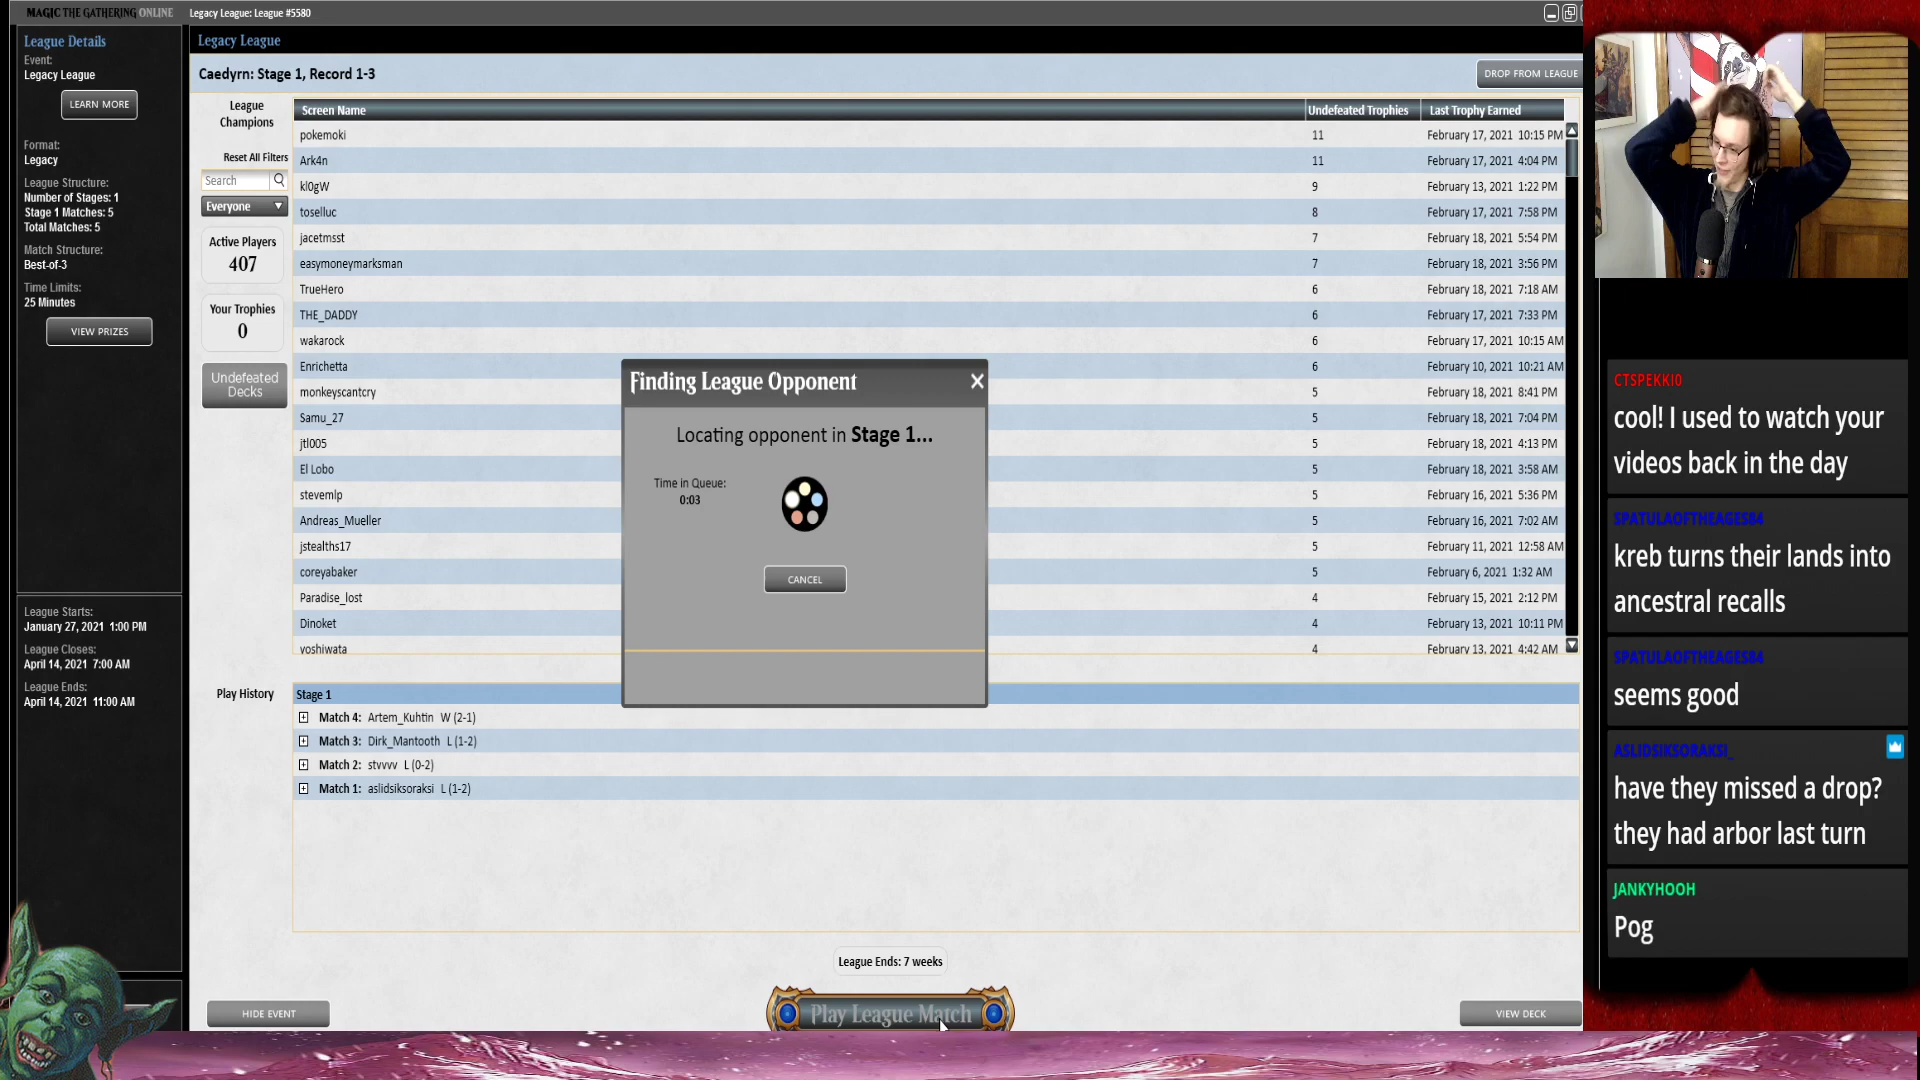 MAGIC THE GATHERING ONLINE
Legacy League: League #5580
League Details
Event:
Legacy League
LEARN MORE
Format:
Legacy
League Structure:
Number of Stages: 1
Stage 1 Matches: 5
Total Matches: 5
Match Structure:
Best-of-3
Time Limits:
25 Minutes
VIEW PRIZES
League Starts:
January 27, 2021 1:00 PM
League Closes:
April 14, 2021 7:00 AM
League Ends:
April 14, 2021 11:00 AM
Legacy League
Caedyrn: Stage 1, Record 1-3
DROP FROM LEAGUE
League
Champions
Reset All Filters
Search
Everyone
Active Players
407
Your Trophies
0
Undefeated
Decks
Screen Name Undefeated Trophies Last Trophy Earned
pokemoki 11 February 17, 2021 10:15 PM
Ark4n 11 February 17, 2021 4:04 PM
kl0gW 9 February 13, 2021 1:22 PM
toselluc 8 February 17, 2021 7:58 PM
jacetmsst 7 February 18, 2021 5:54 PM
easymoneymarksman 7 February 18, 2021 3:56 PM
TrueHero 6 February 18, 2021 7:18 AM
THE_DADDY 6 February 17, 2021 7:33 PM
wakarock 6 February 17, 2021 10:15 AM
Enrichetta 6 February 10, 2021 10:21 AM
monkeyscantcry 5 February 18, 2021 8:41 PM
Samu_27 5 February 18, 2021 7:04 PM
jtl005 5 February 18, 2021 4:13 PM
El Lobo 5 February 18, 2021 3:58 AM
stevemlp 5 February 16, 2021 5:36 PM
Andreas_Mueller 5 February 16, 2021 7:02 AM
jstealths17 5 February 11, 2021 12:58 AM
coreyabaker 5 February 6, 2021 1:32 AM
Paradise_lost 4 February 15, 2021 2:12 PM
Dinoket 4 February 13, 2021 10:11 PM
yoshiwata 4 February 13, 2021 4:42 AM
Finding League Opponent
Locating opponent in Stage 1...
Time in Queue:
0:03
CANCEL
Play History
Stage 1
Match 4: Artem_Kuhtin W (2-1)
Match 3: Dirk_Mantooth L (1-2)
Match 2: stvvvv L (0-2)
Match 1: aslidsiksoraksi L (1-2)
League Ends: 7 weeks
HIDE EVENT
Play League Match
VIEW DECK
CTSPEKKI0
cool! I used to watch your
videos back in the day
SPATULAOFTHEAGES84
kreb turns their lands into
ancestral recalls
SPATULAOFTHEAGES84
seems good
ASLIDSIKSORAKSI_
have they missed a drop?
they had arbor last turn
JANKYHOOH
Pog